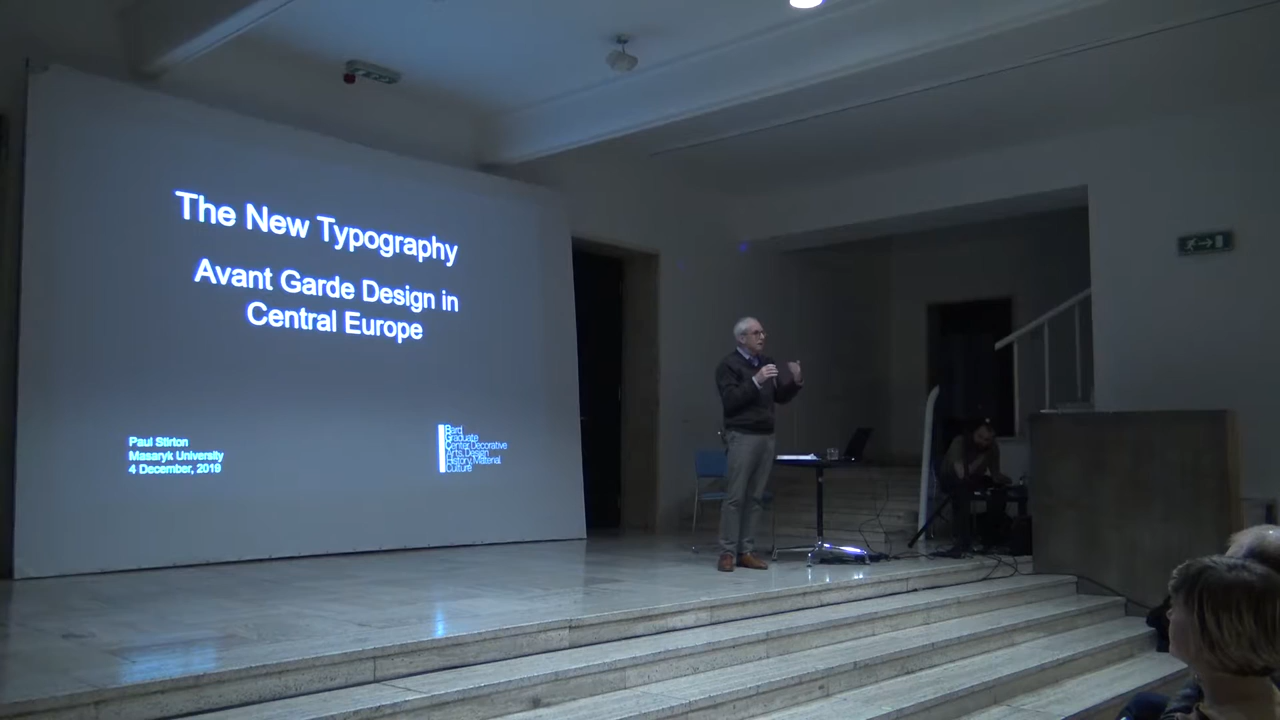 The New Typography
Avant Garde Design in
Central Europe
Paul Stirton
Masaryk University
4 December, 2019
Bard
Graduate
Center: Decorative
Arts, Design
History, Material
Culture